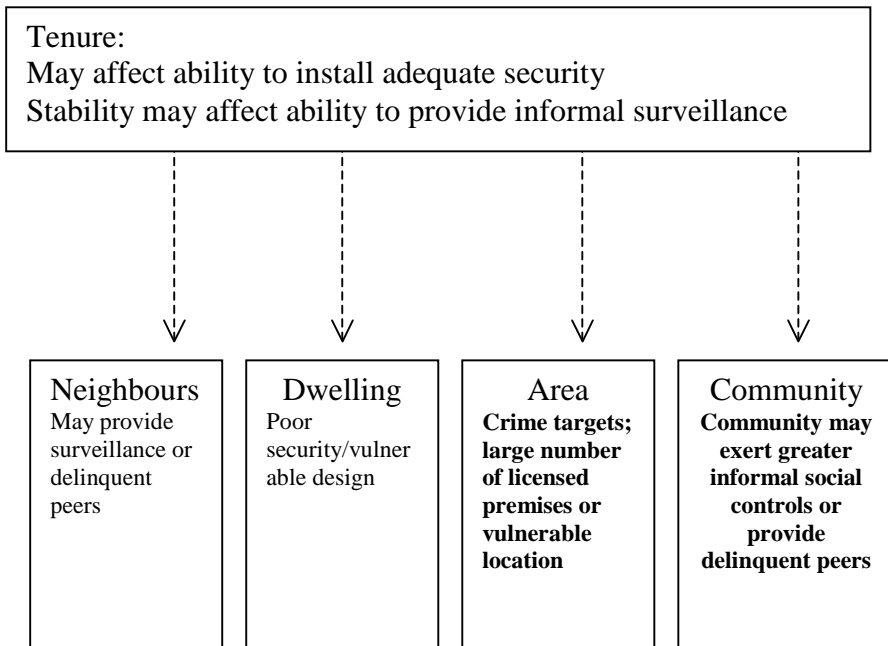 Tenure:
May affect ability to install adequate security
Stability may affect ability to provide informal surveillance
Neighbours
May provide
surveillance or
delinquent
peers
Dwelling
Poor
security/vulner
able design
Area
Crime targets;
large number
of licensed
premises or
vulnerable
location
Community
Community may
exert greater
informal social
controls or
provide
delinquent peers